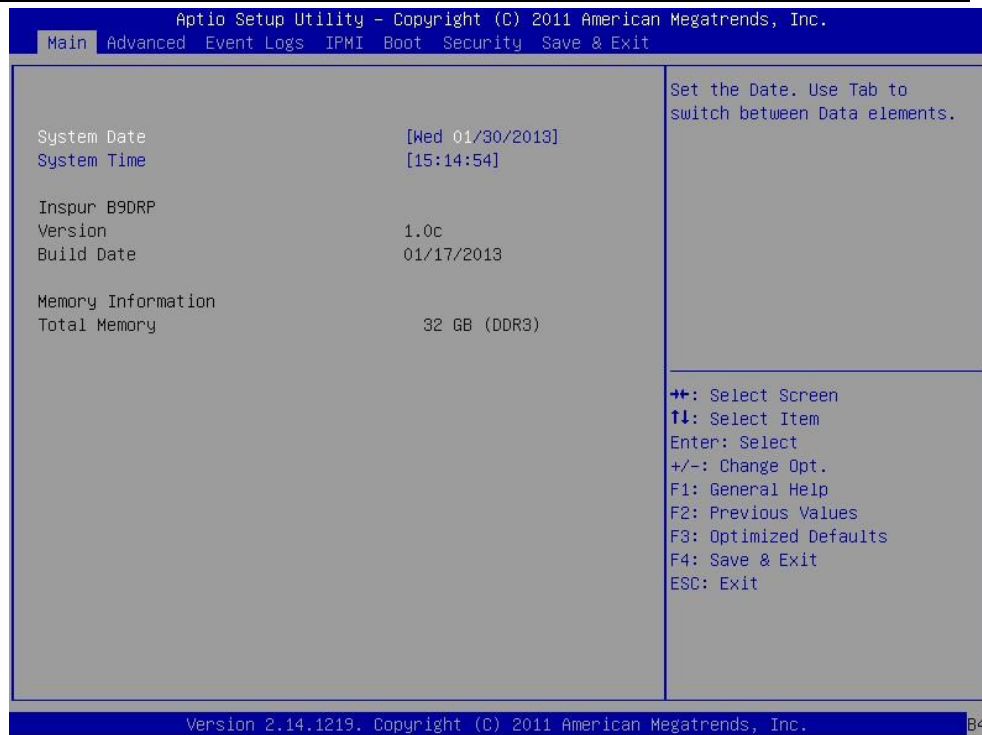 Aptio Setup Utility – Copyright (C) 2011 American Megatrends, Inc.
Main Advanced Event Logs IPMI Boot Security Save & Exit
System Date [Wed 01/30/2013]
System Time [15:14:54]
Inspur B9DRP
Version 1.0c
Build Date 01/17/2013
Memory Information
Total Memory 32 GB (DDR3)
Set the Date. Use Tab to
switch between Data elements.
→←: Select Screen
↑↓: Select Item
Enter: Select
+/-: Change Opt.
F1: General Help
F2: Previous Values
F3: Optimized Defaults
F4: Save & Exit
ESC: Exit
Version 2.14.1219. Copyright (C) 2011 American Megatrends, Inc.
B4